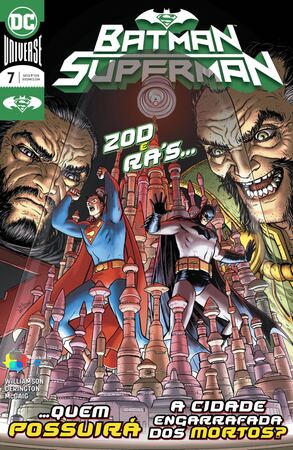 DC
UNIVERSE
7
BATMAN
SUPERMAN
ZOD
E
RA'S...
WILLIAMSON
DERINGTON
McCAIG
...QUEM
POSSUIRÁ
A CIDADE
ENGARRAFADA
DOS MORTOS?